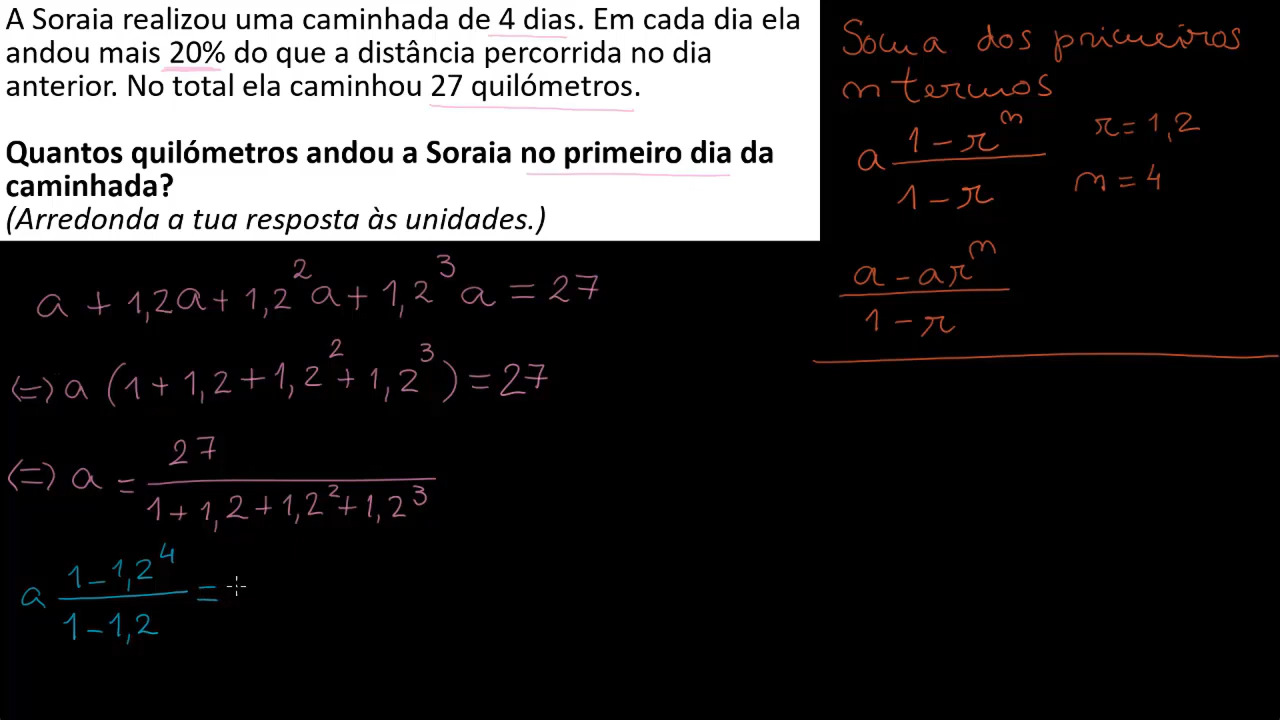 A Soraia realizou uma caminhada de 4 dias. Em cada dia ela
andou mais 20% do que a distância percorrida no dia
anterior. No total ela caminhou 27 quilómetros.
Quantos quilómetros andou a Soraia no primeiro dia da
caminhada?
(Arredonda a tua resposta às unidades.)
Soma dos primeiros
n termos
a (1 - r^n)/(1 - r)
r = 1,2
n = 4
(a - ar^n)/(1 - r)
a + 1,2a + 1,2²a + 1,2³a = 27
(=) a (1 + 1,2 + 1,2² + 1,2³) = 27
(=) a = 27/(1 + 1,2 + 1,2² + 1,2³)
a (1 - 1,2⁴)/(1 - 1,2) =